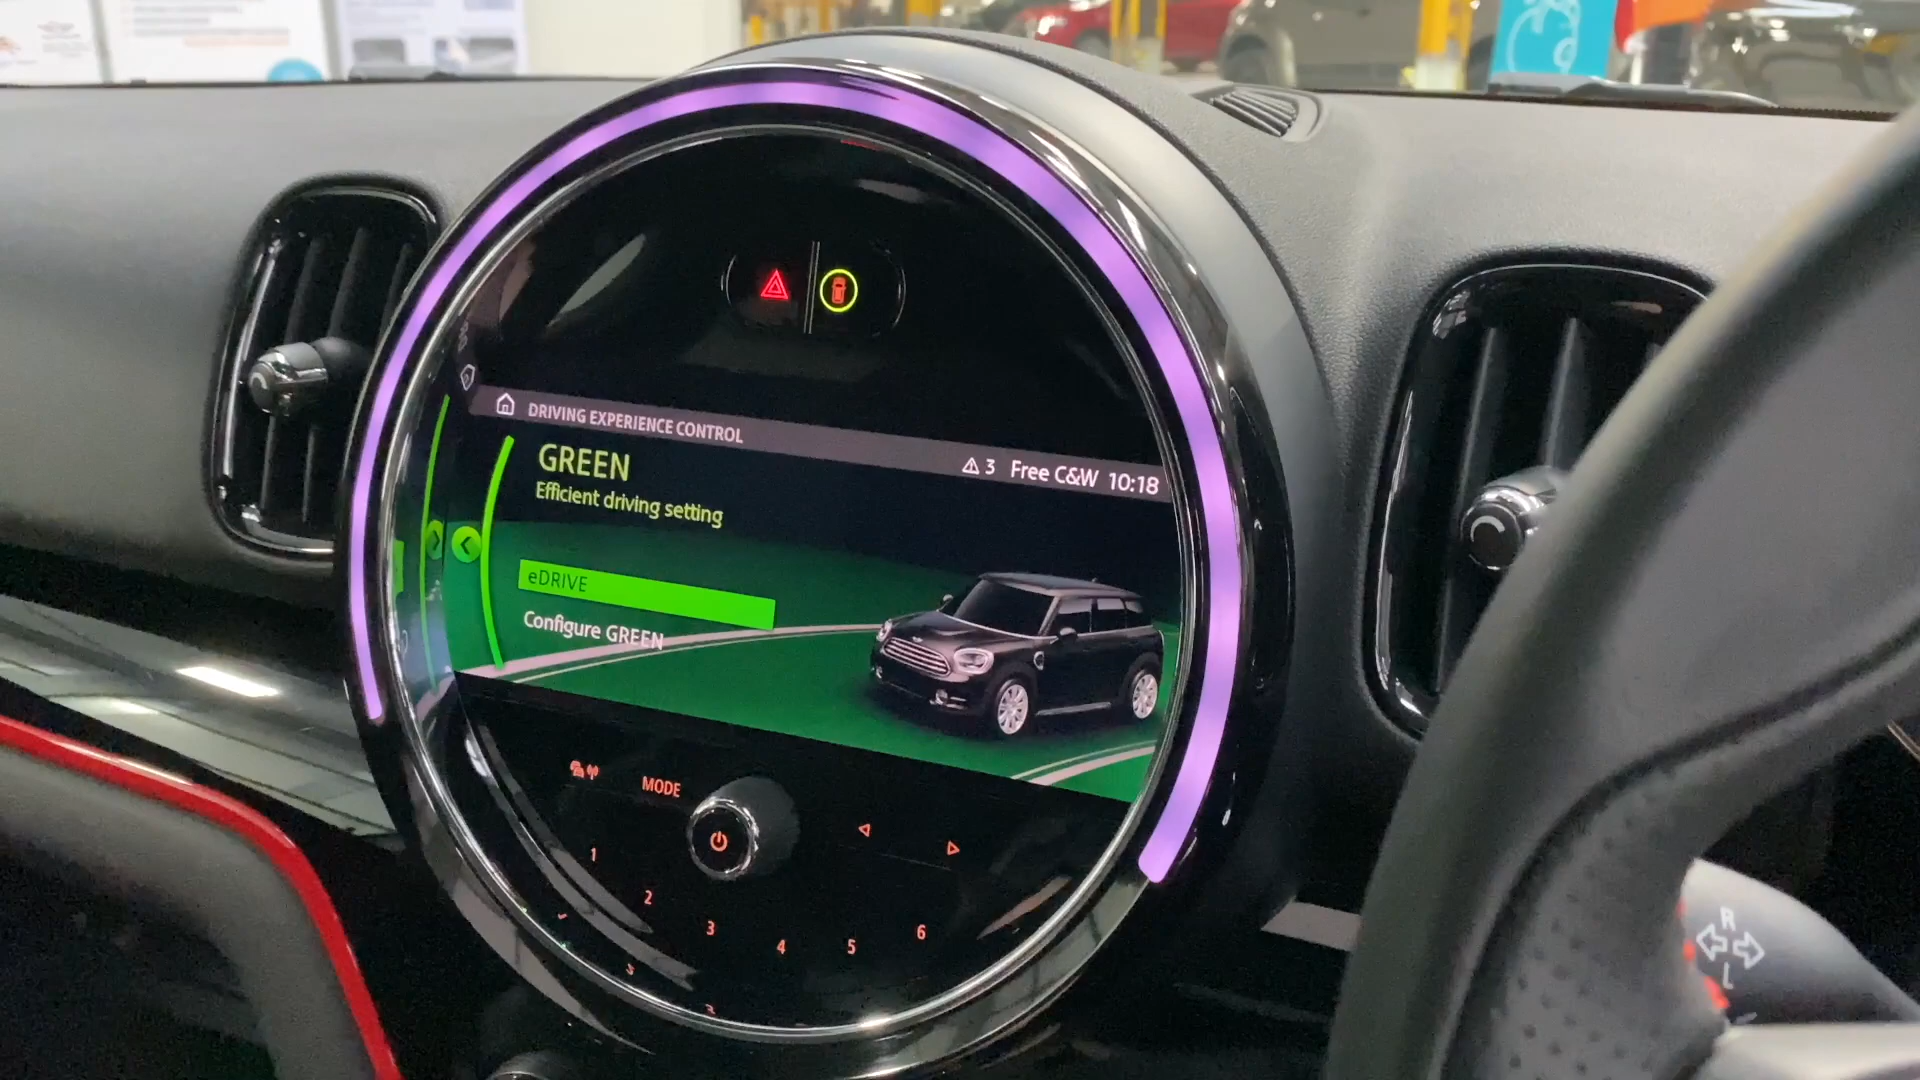 DRIVING EXPERIENCE CONTROL
3 Free C&W 10:18
GREEN
Efficient driving setting
eDRIVE
Configure GREEN
MODE
1
2
3
4
5
6
R
L